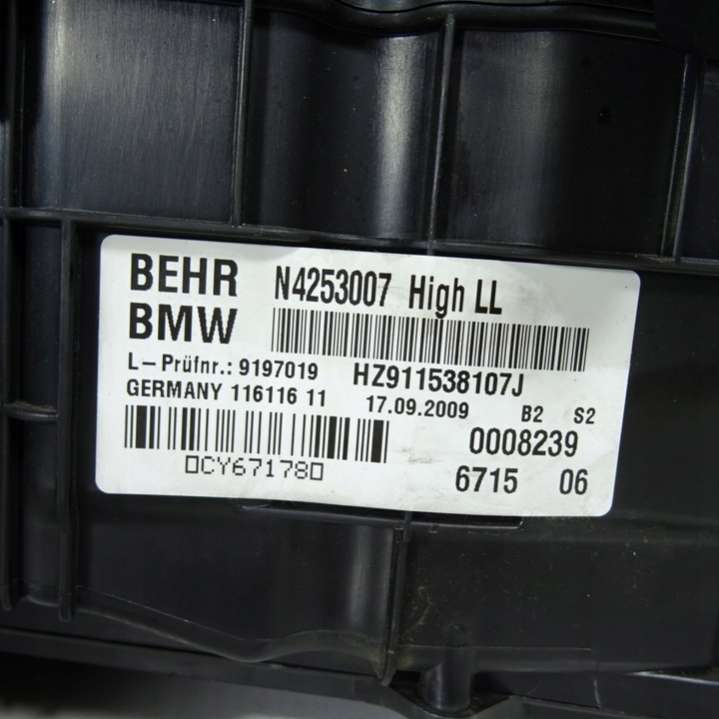 BEHR N4253007 High LL
BMW
L-Prüfnr.: 9197019 HZ911538107J
GERMANY 116116 11 17.09.2009 B2 S2
0008239
0CY671780 6715 06